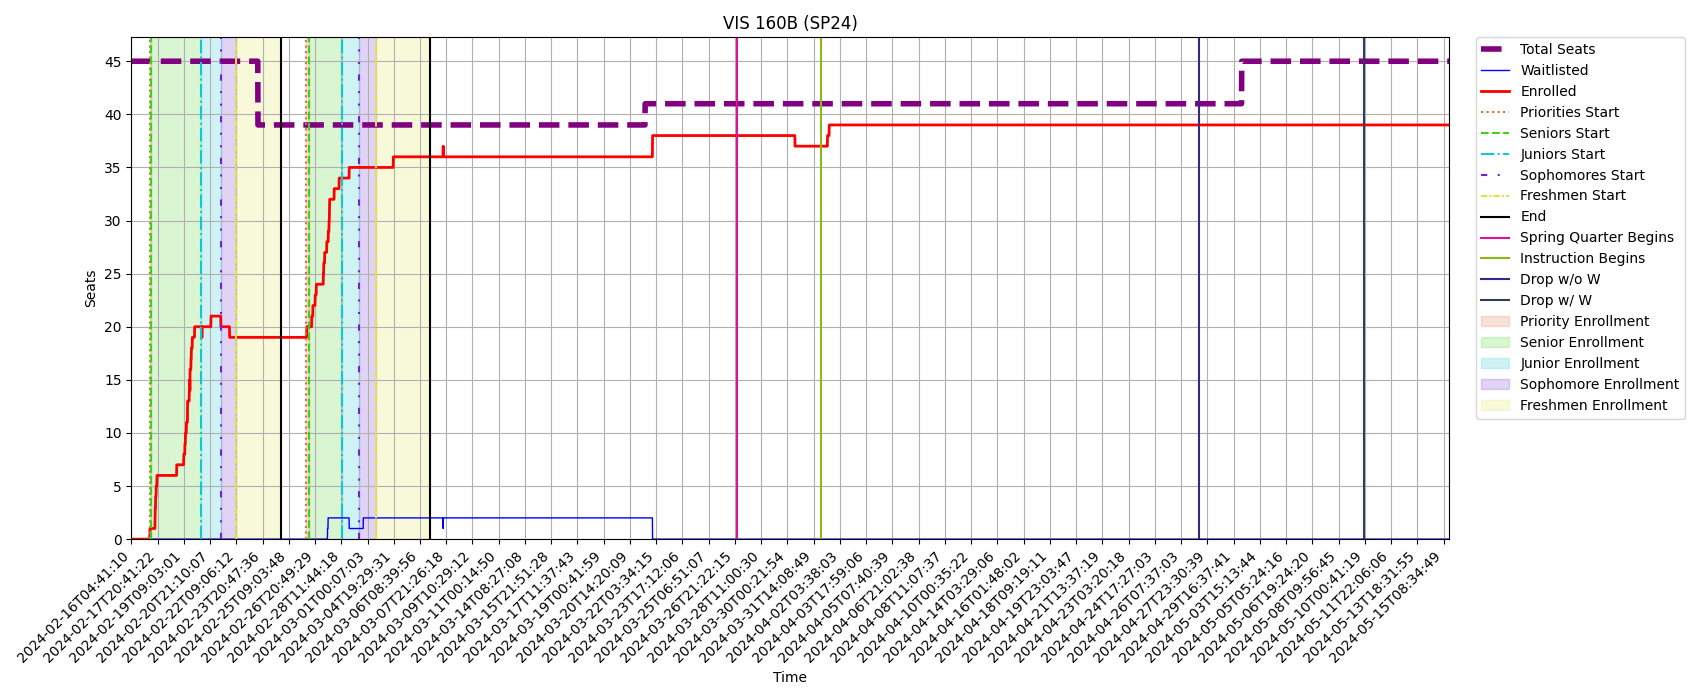 VIS 160B (SP24)
Seats
45
40
35
30
25
20
15
10
5
0
2024-02-16T04:41:10
2024-02-17T20:41:22
2024-02-19T09:03:01
2024-02-20T21:10:07
2024-02-22T09:06:12
2024-02-23T20:47:36
2024-02-25T09:03:48
2024-02-26T20:49:29
2024-02-28T11:44:18
2024-03-01T00:07:03
2024-03-04T19:29:31
2024-03-06T08:39:56
2024-03-07T21:26:18
2024-03-09T10:29:12
2024-03-11T00:14:50
2024-03-14T08:27:08
2024-03-15T21:51:28
2024-03-17T11:37:43
2024-03-19T00:41:59
2024-03-20T14:20:09
2024-03-22T03:34:15
2024-03-23T17:12:06
2024-03-25T06:51:07
2024-03-26T21:22:15
2024-03-28T11:00:30
2024-03-30T00:21:54
2024-03-31T14:08:49
2024-04-02T03:38:03
2024-04-03T17:59:06
2024-04-05T07:40:39
2024-04-06T21:02:38
2024-04-08T11:07:37
2024-04-10T00:35:22
2024-04-14T03:29:06
2024-04-16T01:48:02
2024-04-18T09:19:11
2024-04-19T23:03:47
2024-04-21T13:37:19
2024-04-23T03:20:18
2024-04-24T17:27:03
2024-04-26T07:37:03
2024-04-27T23:30:39
2024-04-29T16:37:41
2024-05-03T15:13:44
2024-05-05T05:24:16
2024-05-06T19:24:20
2024-05-08T09:56:45
2024-05-10T00:41:19
2024-05-11T22:06:06
2024-05-13T18:31:55
2024-05-15T08:34:49
Time
Total Seats
Waitlisted
Enrolled
Priorities Start
Seniors Start
Juniors Start
Sophomores Start
Freshmen Start
End
Spring Quarter Begins
Instruction Begins
Drop w/o W
Drop w/ W
Priority Enrollment
Senior Enrollment
Junior Enrollment
Sophomore Enrollment
Freshmen Enrollment